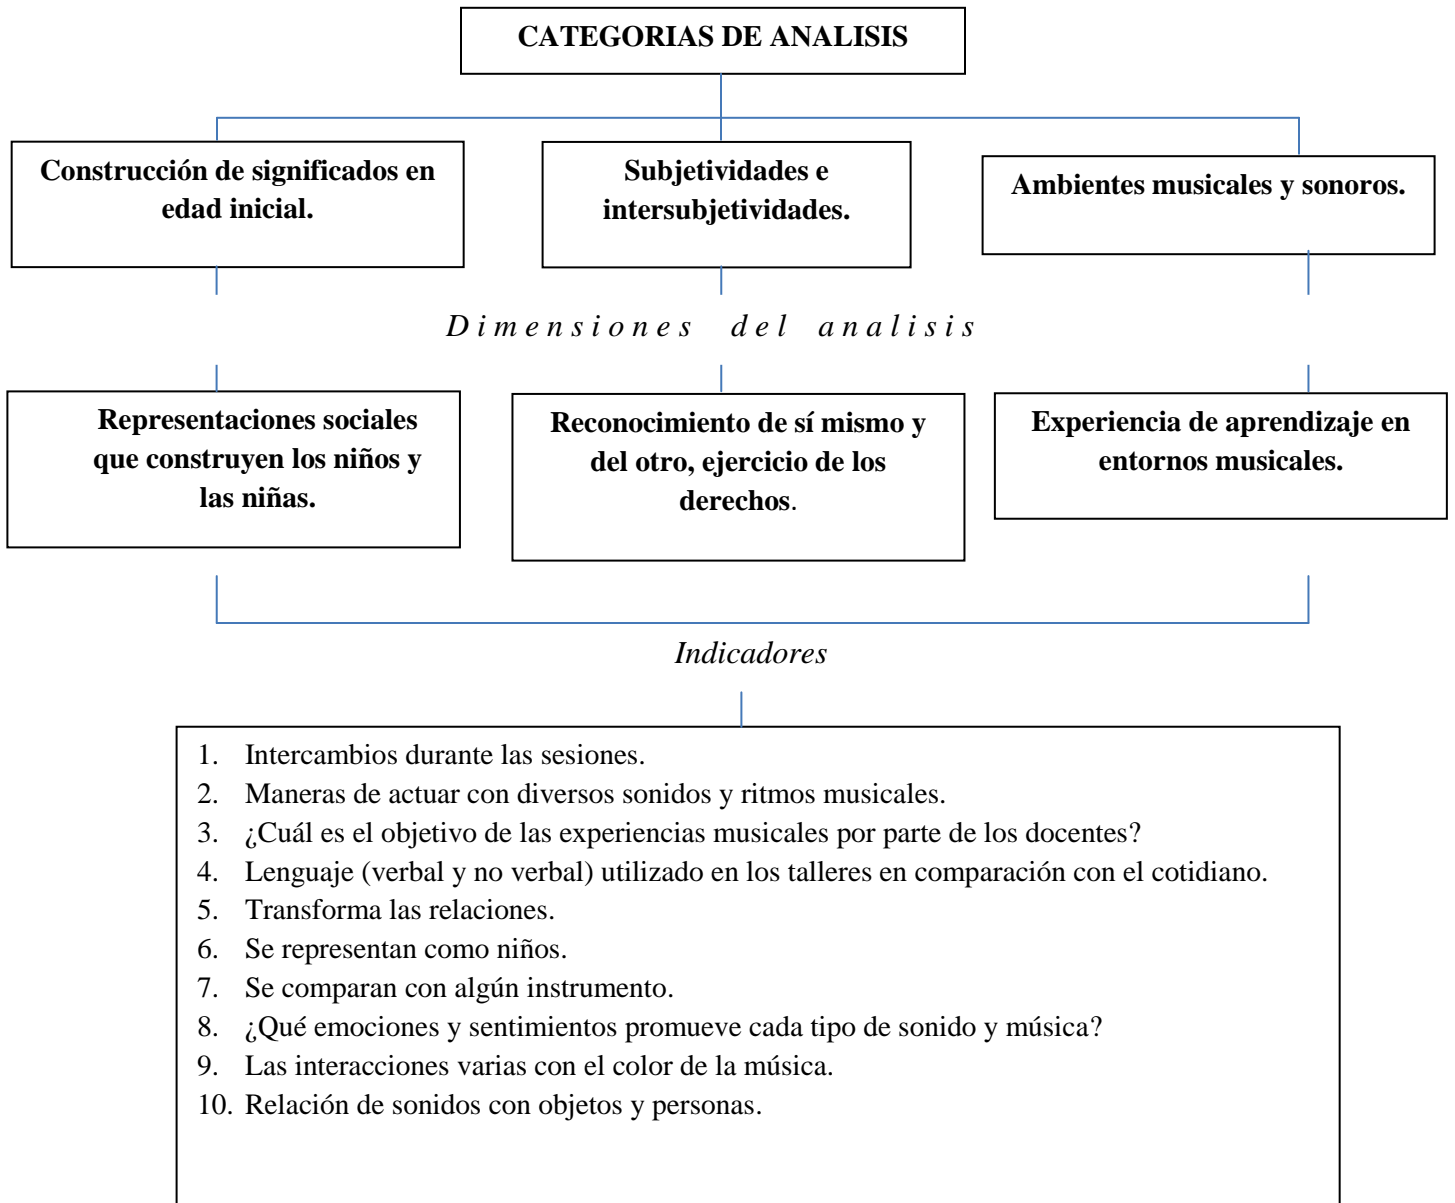 CATEGORIAS DE ANALISIS
Construcción de significados en
edad inicial.
Subjetividades e
intersubjetividades.
Ambientes musicales y sonoros.
Dimensiones del analisis
Representaciones sociales
que construyen los niños y
las niñas.
Reconocimiento de sí mismo y
del otro, ejercicio de los
derechos.
Experiencia de aprendizaje en
entornos musicales.
Indicadores
1. Intercambios durante las sesiones.
2. Maneras de actuar con diversos sonidos y ritmos musicales.
3. ¿Cuál es el objetivo de las experiencias musicales por parte de los docentes?
4. Lenguaje (verbal y no verbal) utilizado en los talleres en comparación con el cotidiano.
5. Transforma las relaciones.
6. Se representan como niños.
7. Se comparan con algún instrumento.
8. ¿Qué emociones y sentimientos promueve cada tipo de sonido y música?
9. Las interacciones varias con el color de la música.
10. Relación de sonidos con objetos y personas.